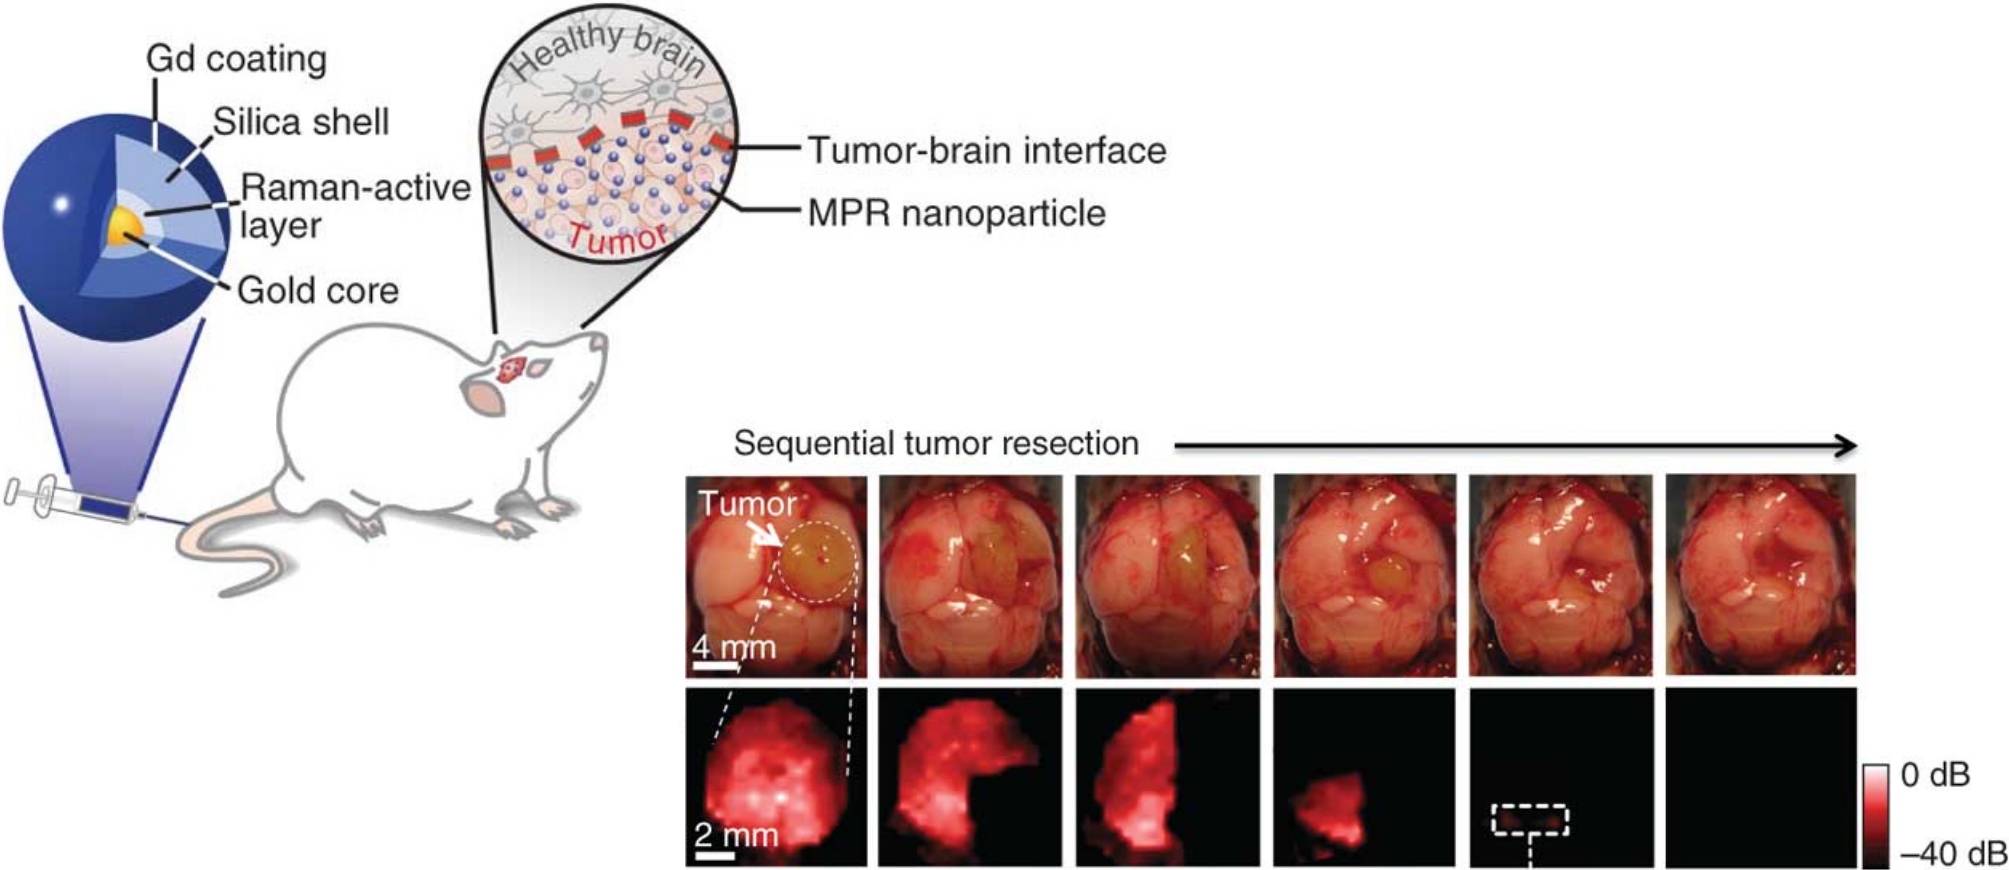 Gd coating
Silica shell
Raman-active
layer
Gold core
Healthy brain
Tumor
Tumor-brain interface
MPR nanoparticle
Sequential tumor resection
Tumor
4 mm
2 mm
0 dB
–40 dB